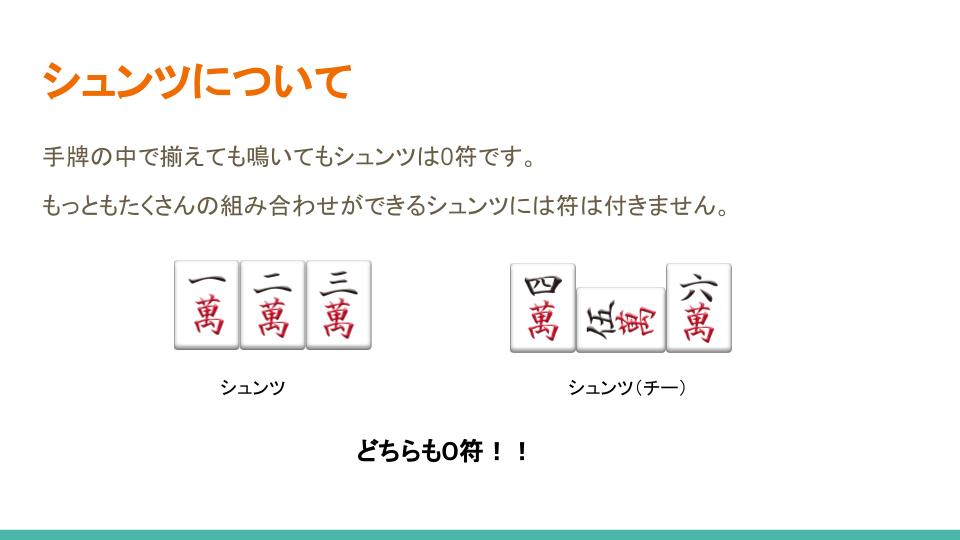 シュンツについて
手牌の中で揃えても鳴いてもシュンツは0符です。
もっともたくさんの組み合わせができるシュンツには符は付きません。
一萬 二萬 三萬
四萬 伍萬 六萬
シュンツ
シュンツ（チー）
どちらも0符！！